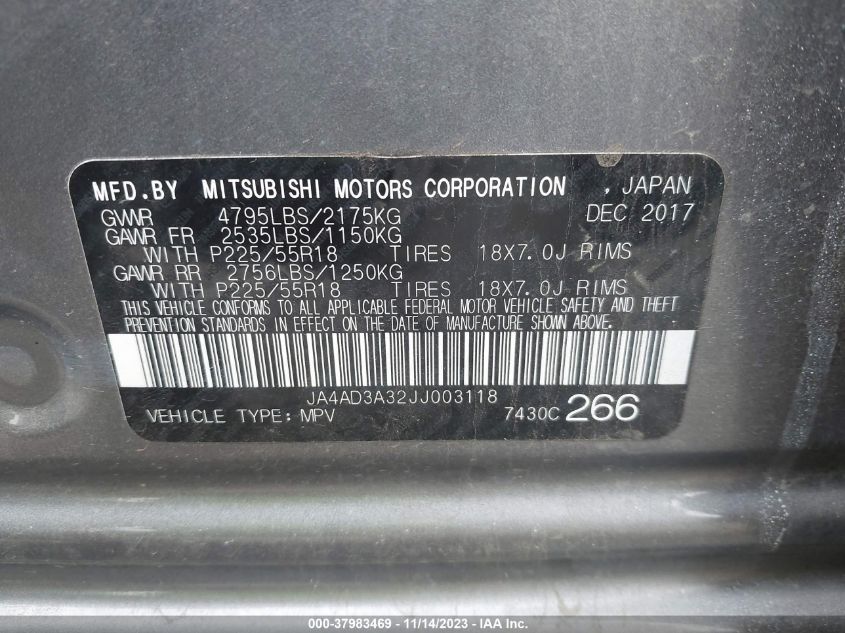 MFD.BY MITSUBISHI MOTORS CORPORATION , JAPAN
GVWR 4795LBS/2175KG DEC 2017
GAWR FR 2535LBS/1150KG
WITH P225/55R18 TIRES 18X7.0J RIMS
GAWR RR 2756LBS/1250KG
WITH P225/55R18 TIRES 18X7.0J RIMS
THIS VEHICLE CONFORMS TO ALL APPLICABLE FEDERAL MOTOR VEHICLE SAFETY AND THEFT
PREVENTION STANDARDS IN EFFECT ON THE DATE OF MANUFACTURE SHOWN ABOVE.
JA4AD3A32JJ003118
VEHICLE TYPE: MPV 7430C 266
000-37983469 - 11/14/2023 - IAA Inc.